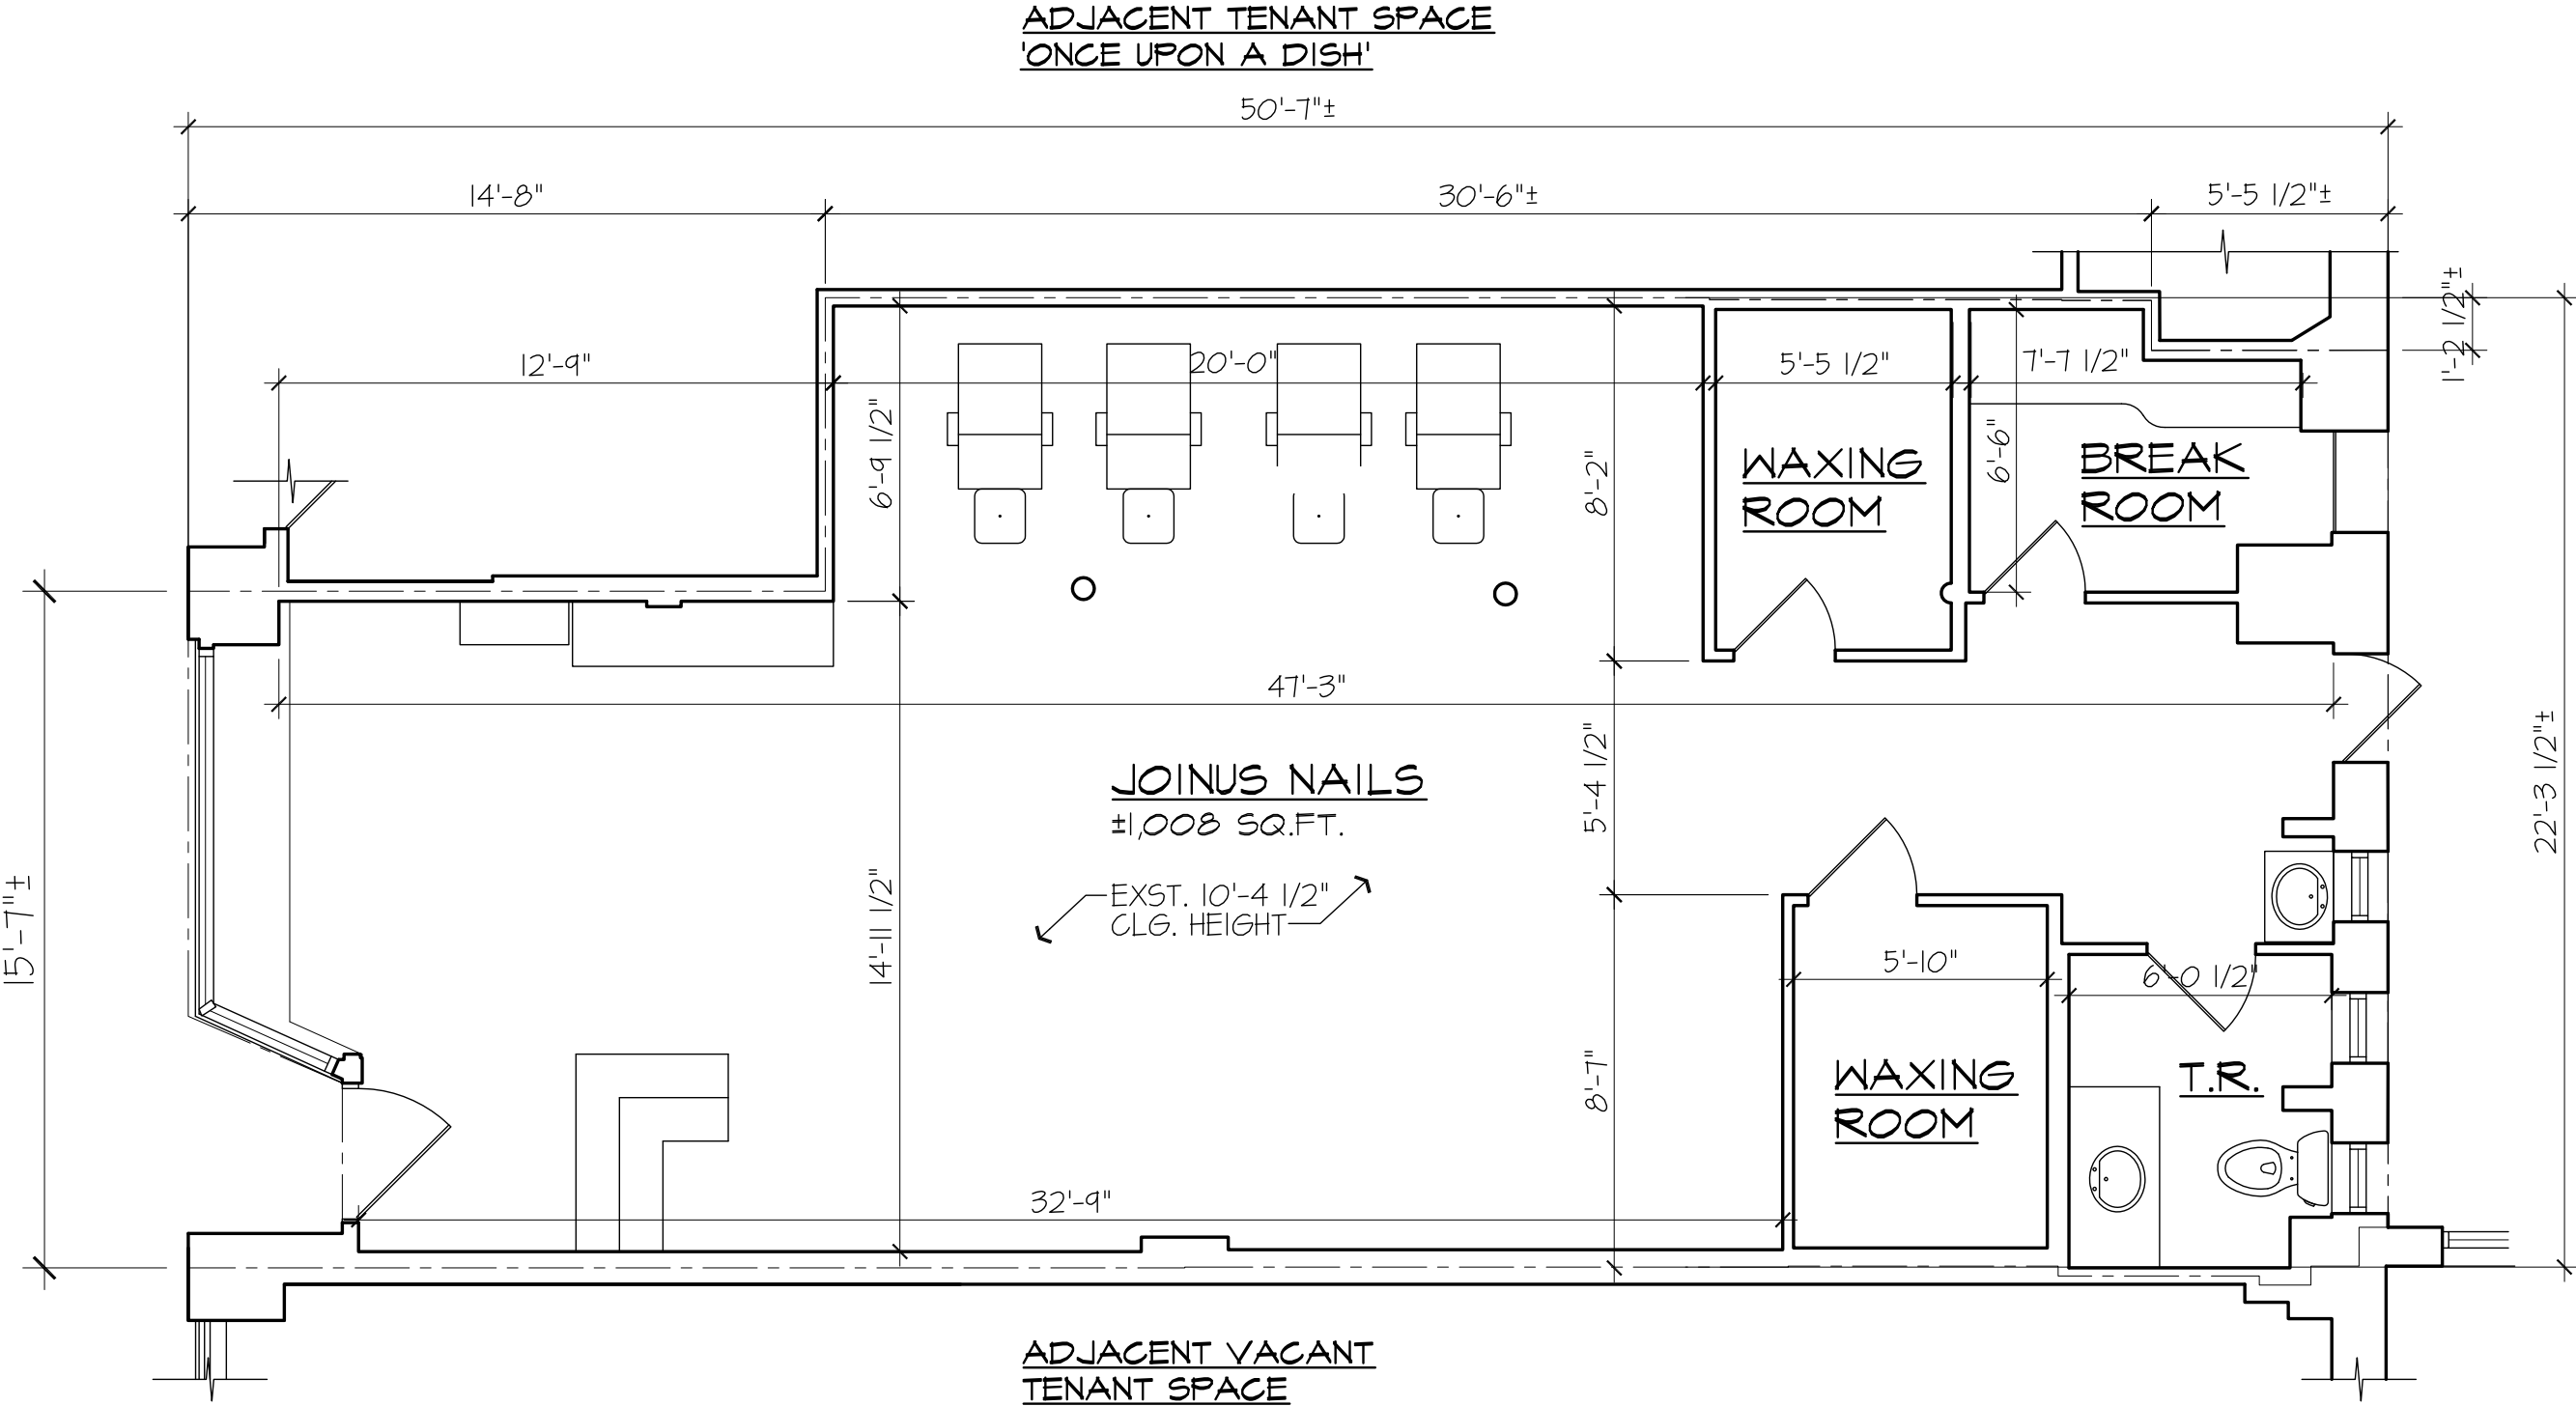 ADJACENT TENANT SPACE
'ONCE UPON A DISH'
50'-7"±
14'-8"
30'-6"±
5'-5 1/2"±
1'-2 1/2"±
12'-9"
20'-0"
5'-5 1/2"
7'-7 1/2"
6'-9 1/2"
8'-2"
6'-6"
WAXING
ROOM
BREAK
ROOM
47'-3"
JOINUS NAILS
±1,008 SQ.FT.
EXST. 10'-4 1/2"
CLG. HEIGHT
5'-4 1/2"
22'-3 1/2"±
15'-7"±
14'-11 1/2"
5'-10"
6'-0 1/2"
8'-7"
WAXING
ROOM
T.R.
32'-9"
ADJACENT VACANT
TENANT SPACE